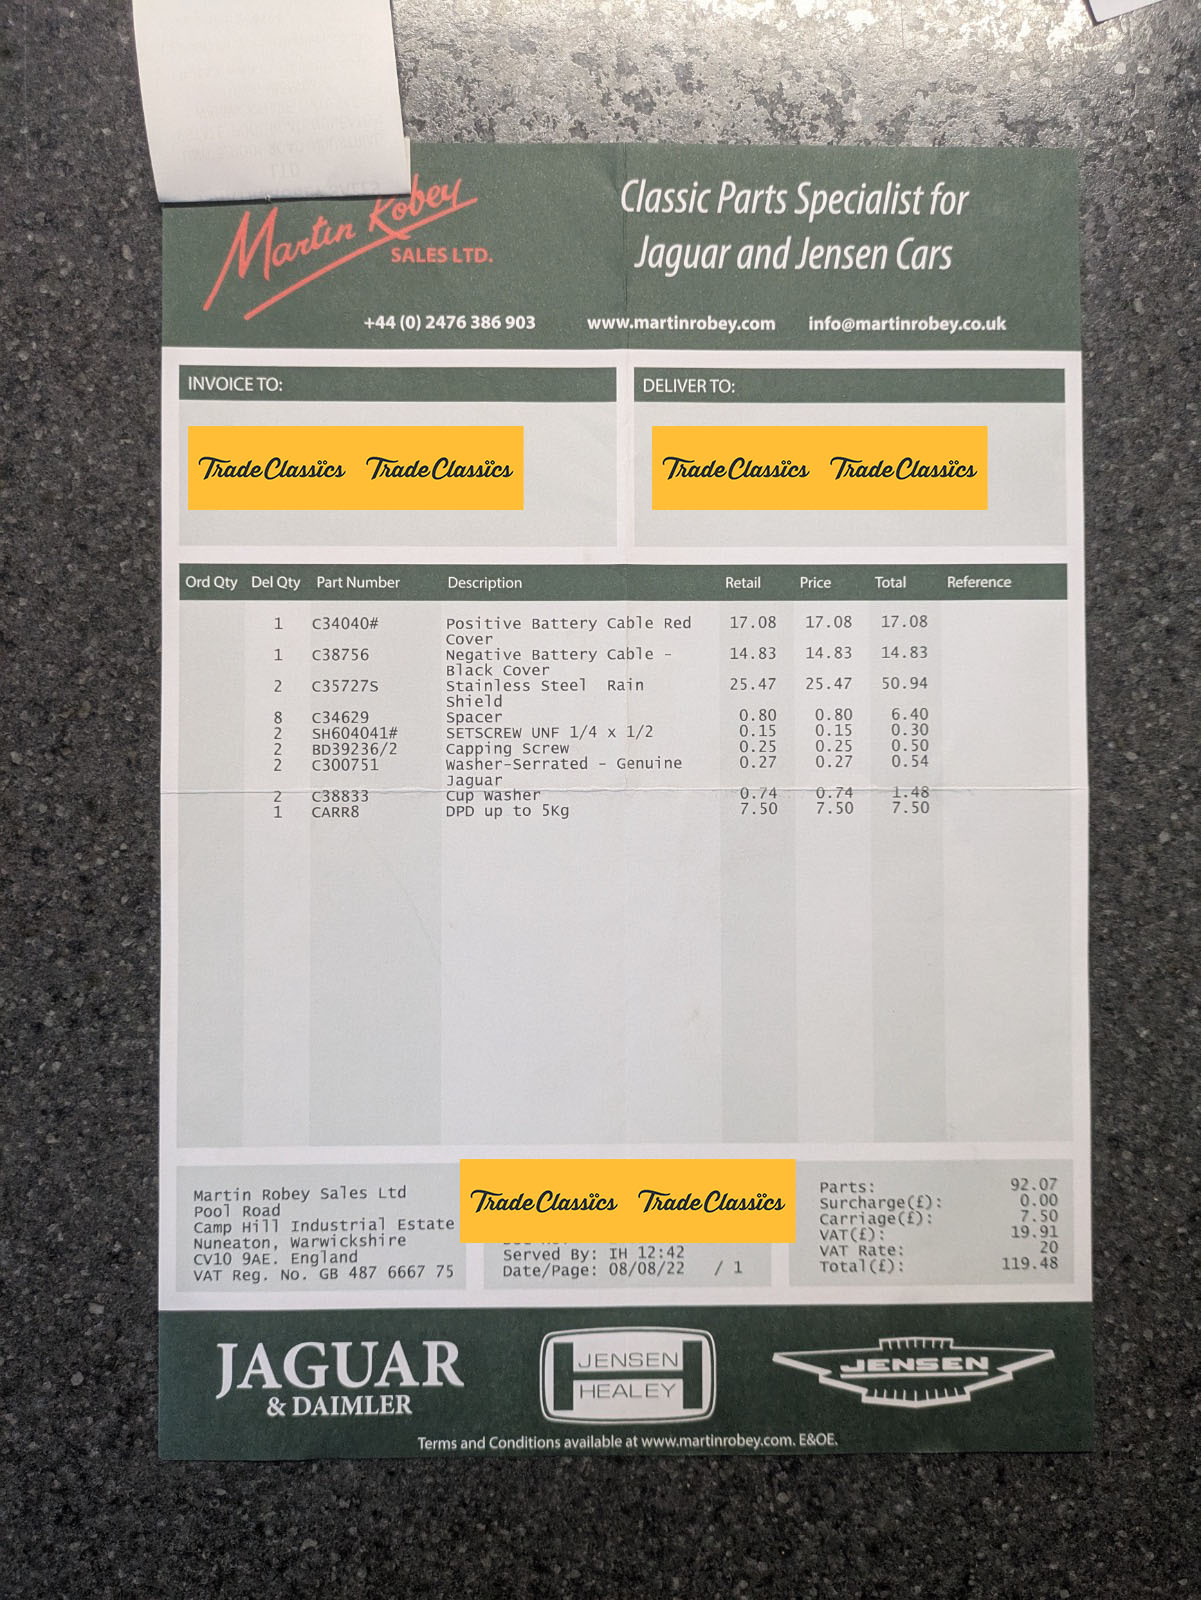 Martin Robey
SALES LTD.
Classic Parts Specialist for
Jaguar and Jensen Cars
+44 (0) 2476 386 903 www.martinrobey.com info@martinrobey.co.uk
INVOICE TO:
DELIVER TO:
Trade Classics Trade Classics
Trade Classics Trade Classics
Ord Qty Del Qty Part Number Description Retail Price Total Reference
1 C34040# Positive Battery Cable Red 17.08 17.08 17.08
Cover
1 C38756 Negative Battery Cable - 14.83 14.83 14.83
Black Cover
2 C35727S Stainless Steel Rain 25.47 25.47 50.94
Shield
8 C34629 Spacer 0.80 0.80 6.40
2 SH604041# SETSCREW UNF 1/4 x 1/2 0.15 0.15 0.30
2 BD39236/2 Capping Screw 0.25 0.25 0.50
2 C300751 Washer-Serrated - Genuine 0.27 0.27 0.54
Jaguar
2 C38833 Cup Washer 0.74 0.74 1.48
1 CARR8 DPD up to 5Kg 7.50 7.50 7.50
Martin Robey Sales Ltd
Pool Road
Camp Hill Industrial Estate
Nuneaton, Warwickshire
CV10 9AE. England
VAT Reg. No. GB 487 6667 75
Trade Classics Trade Classics
Served By: IH 12:42
Date/Page: 08/08/22 / 1
Parts: 92.07
Surcharge(£): 0.00
Carriage(£): 7.50
VAT(£): 19.91
VAT Rate: 20
Total(£): 119.48
JAGUAR
& DAIMLER
JENSEN
HEALEY
JENSEN
Terms and Conditions available at www.martinrobey.com. E&OE.